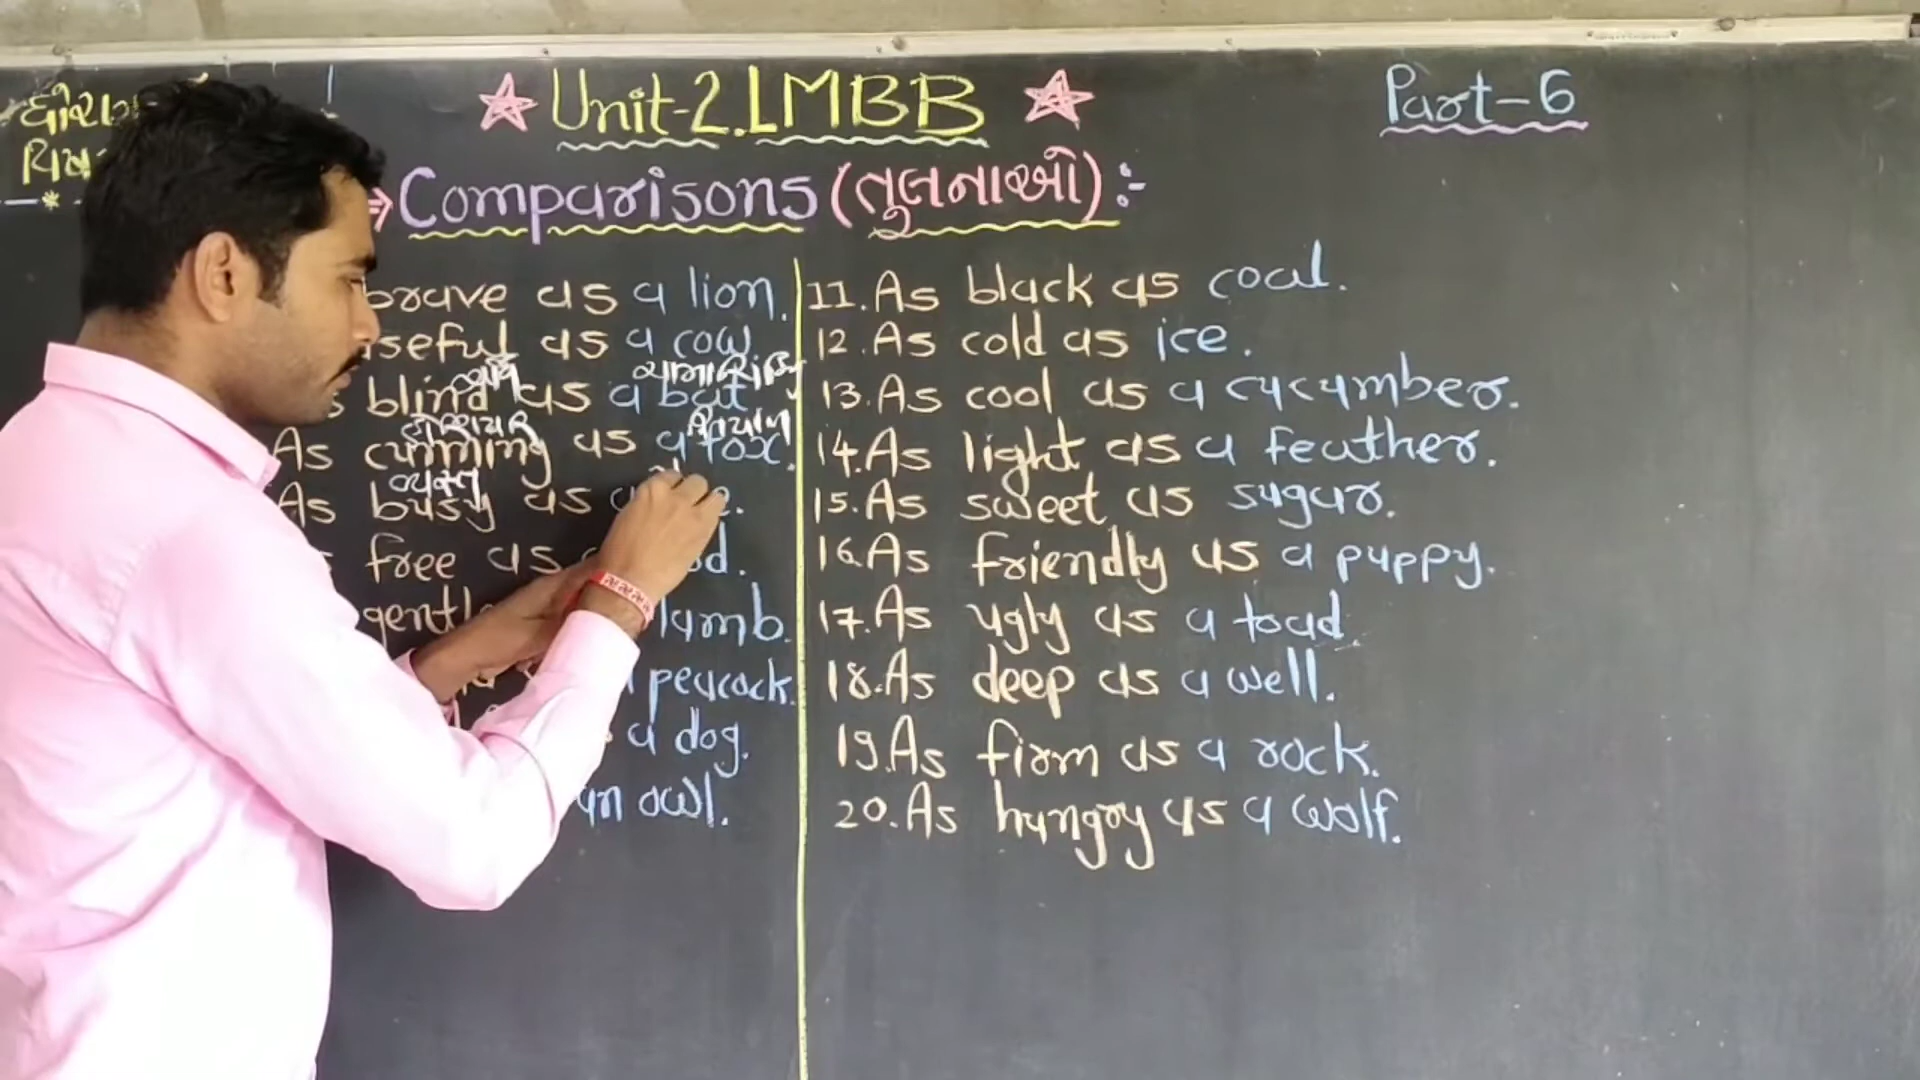 Unit-2.LMBB
Part-6
Comparisons (તુલનાઓ) :-
brave as a lion.
useful as a cow
blind as a bat
હોશિયાર શિયાળ
As cunning as a fox.
વ્યસ્ત
As busy as
free as
lamb.
peacock.
a dog.
an owl.
11. As black as coal.
12. As cold as ice.
13. As cool as a cucumber.
14. As light as a feather.
15. As sweet as sugar.
16. As friendly as a puppy.
17. As ugly as a toad.
18. As deep as a well.
19. As firm as a rock.
20. As hungry as a wolf.